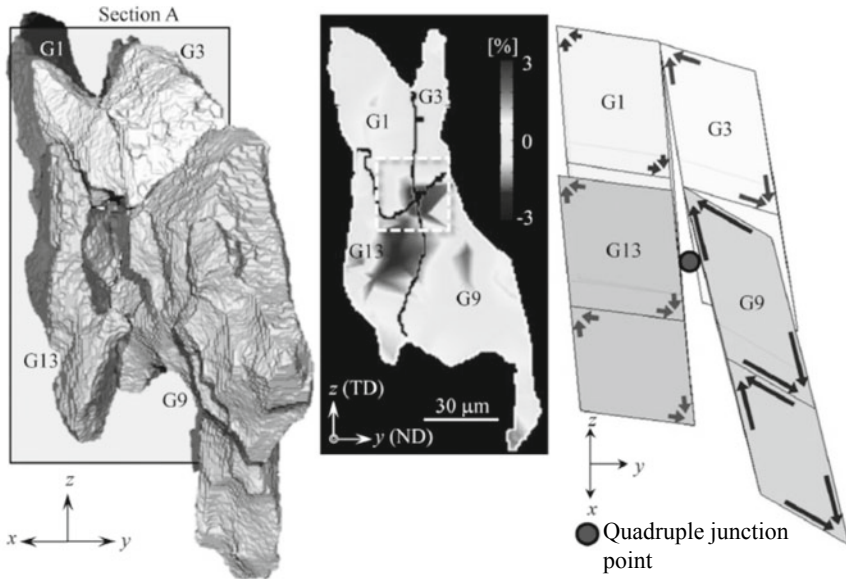 Section A
G1
G3
G13
G9
z
x
y
[%]
3
0
-3
G3
G1
G13
G9
z (TD)
y (ND)
30 μm
G1
G3
G13
G9
z
y
x
Quadruple junction
point